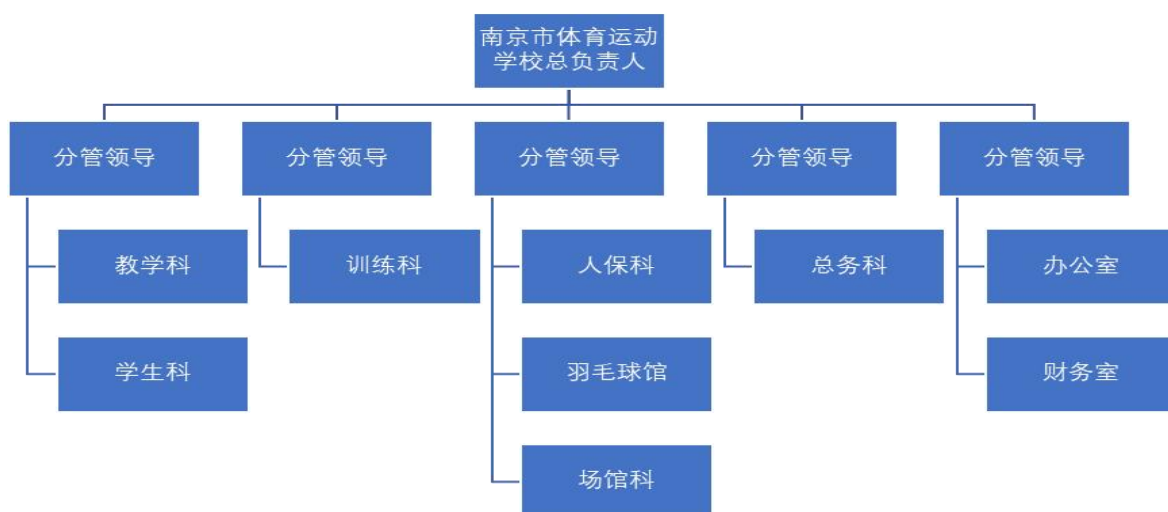 南京市体育运动
学校总负责人
分管领导
分管领导
分管领导
分管领导
分管领导
教学科
训练科
人保科
总务科
办公室
学生科
羽毛球馆
财务室
场馆科